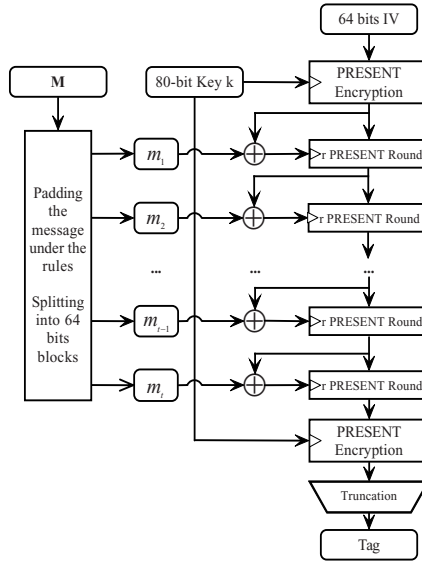 64 bits IV
M
80-bit Key k
PRESENT
Encryption
m₁
r PRESENT Round
Padding
the
message
under the
rules
m₂
r PRESENT Round
...
...
...
Splitting
into 64
bits
blocks
mₜ₋₁
r PRESENT Round
mₜ
r PRESENT Round
PRESENT
Encryption
Truncation
Tag